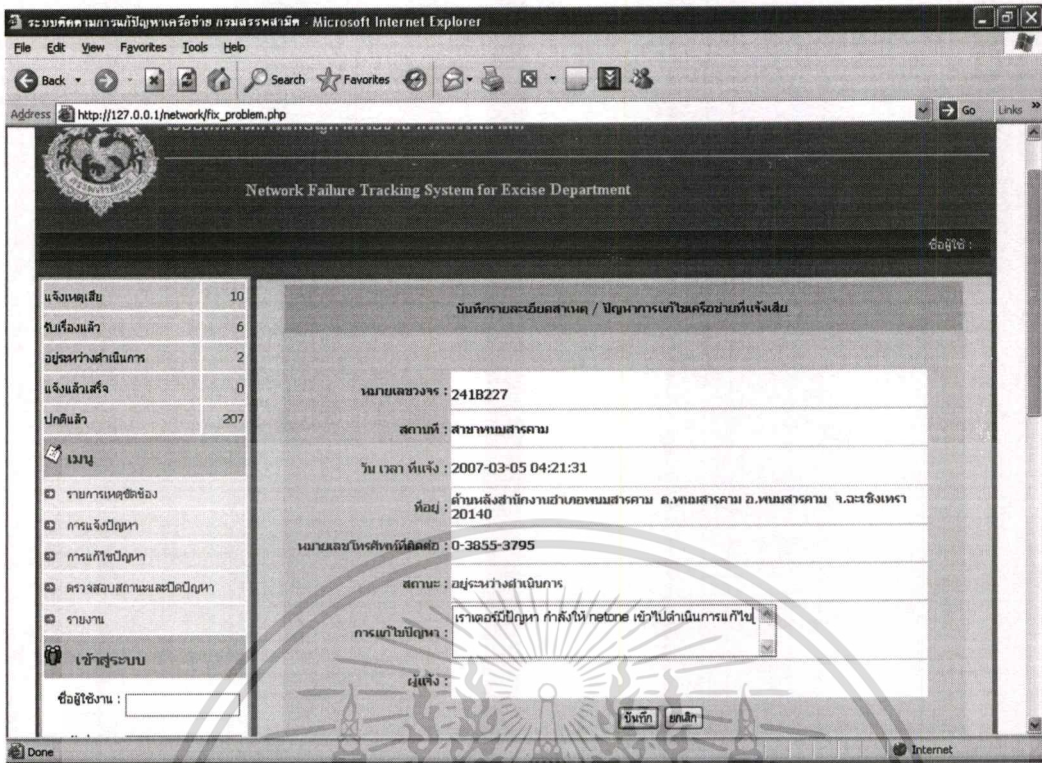 ระบบติดตามการแก้ปัญหาเครือข่าย กรมสรรพสามิต - Microsoft Internet Explorer
File Edit View Favorites Tools Help
Back Search Favorites
Address http://127.0.0.1/network/fix_problem.php Go Links »
Network Failure Tracking System for Excise Department
ชื่อผู้ใช้ :
แจ้งเหตุเสีย 10
รับเรื่องแล้ว 6
อยู่ระหว่างดำเนินการ 2
แจ้งแล้วเสร็จ 0
ปกติแล้ว 207
เมนู
รายการเหตุขัดข้อง
การแจ้งปัญหา
การแก้ไขปัญหา
ตรวจสอบสถานะและปิดปัญหา
รายงาน
เข้าสู่ระบบ
ชื่อผู้ใช้งาน :
บันทึกรายละเอียดสาเหตุ / ปัญหาการแก้ไขเครือข่ายที่แจ้งเสีย
หมายเลขวงจร : 241B227
สถานที่ : สาขาพนมสารคาม
วัน เวลา ที่แจ้ง : 2007-03-05 04:21:31
ที่อยู่ : ด้านหลังสำนักงานอำเภอพนมสารคาม ต.พนมสารคาม อ.พนมสารคาม จ.ฉะเชิงเทรา
20140
หมายเลขโทรศัพท์ที่ติดต่อ : 0-3855-3795
สถานะ : อยู่ระหว่างดำเนินการ
การแก้ไขปัญหา : เราเตอร์มีปัญหา กำลังให้ netone เข้าไปดำเนินการแก้ไข
ผู้แจ้ง :
บันทึก ยกเลิก
Done Internet